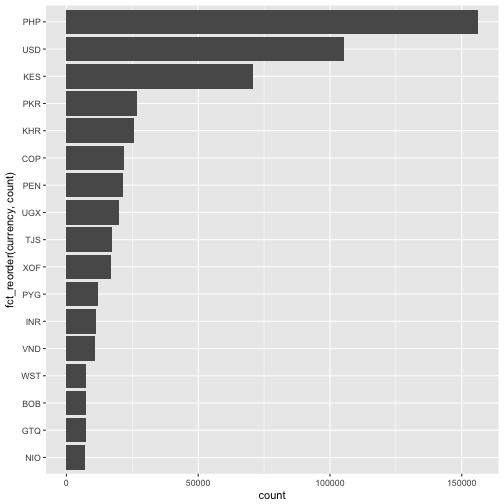 PHP
USD
KES
PKR
KHR
COP
PEN
UGX
TJS
XOF
PYG
INR
VND
WST
BOB
GTQ
NIO
fct_reorder(currency, count)
0 50000 100000 150000
count